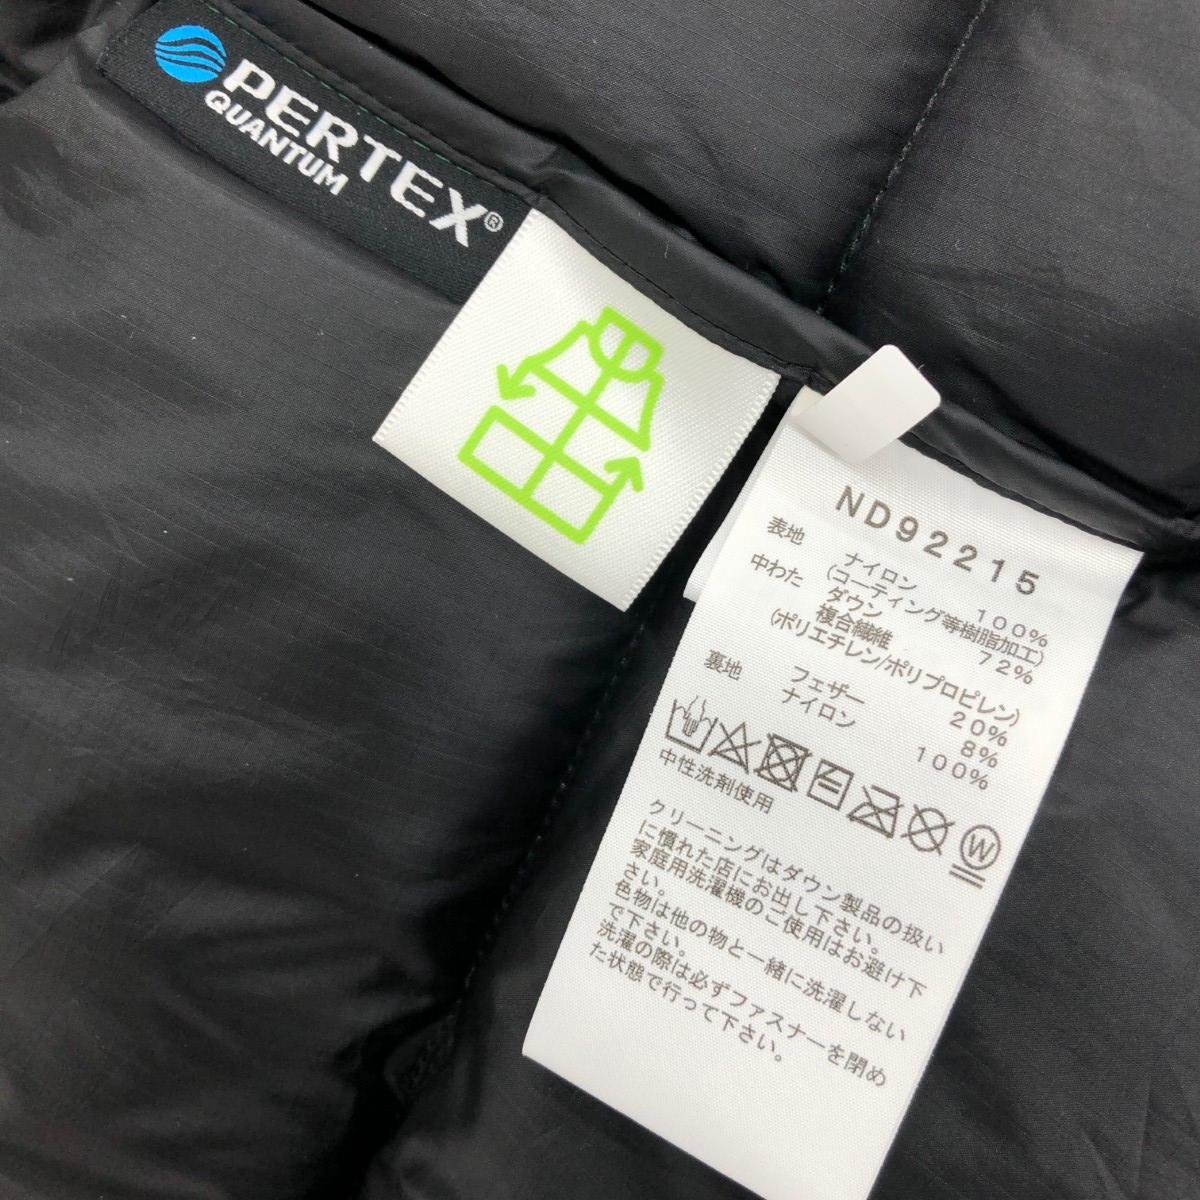 PERTEX®
QUANTUM
ND92215
表地 ナイロン 100%
(コーティング等樹脂加工)
中わた ダウン 72%
複合繊維
(ポリエチレン/ポリプロピレン)
20%
フェザー 8%
裏地 ナイロン 100%
中性洗剤使用
W
クリーニングはダウン製品の扱い
に慣れた店にお出し下さい。
家庭用洗濯機のご使用はお避け下
さい。
色物は他の物と一緒に洗濯しない
で下さい。
洗濯の際は必ずファスナーを閉め
た状態で行って下さい。